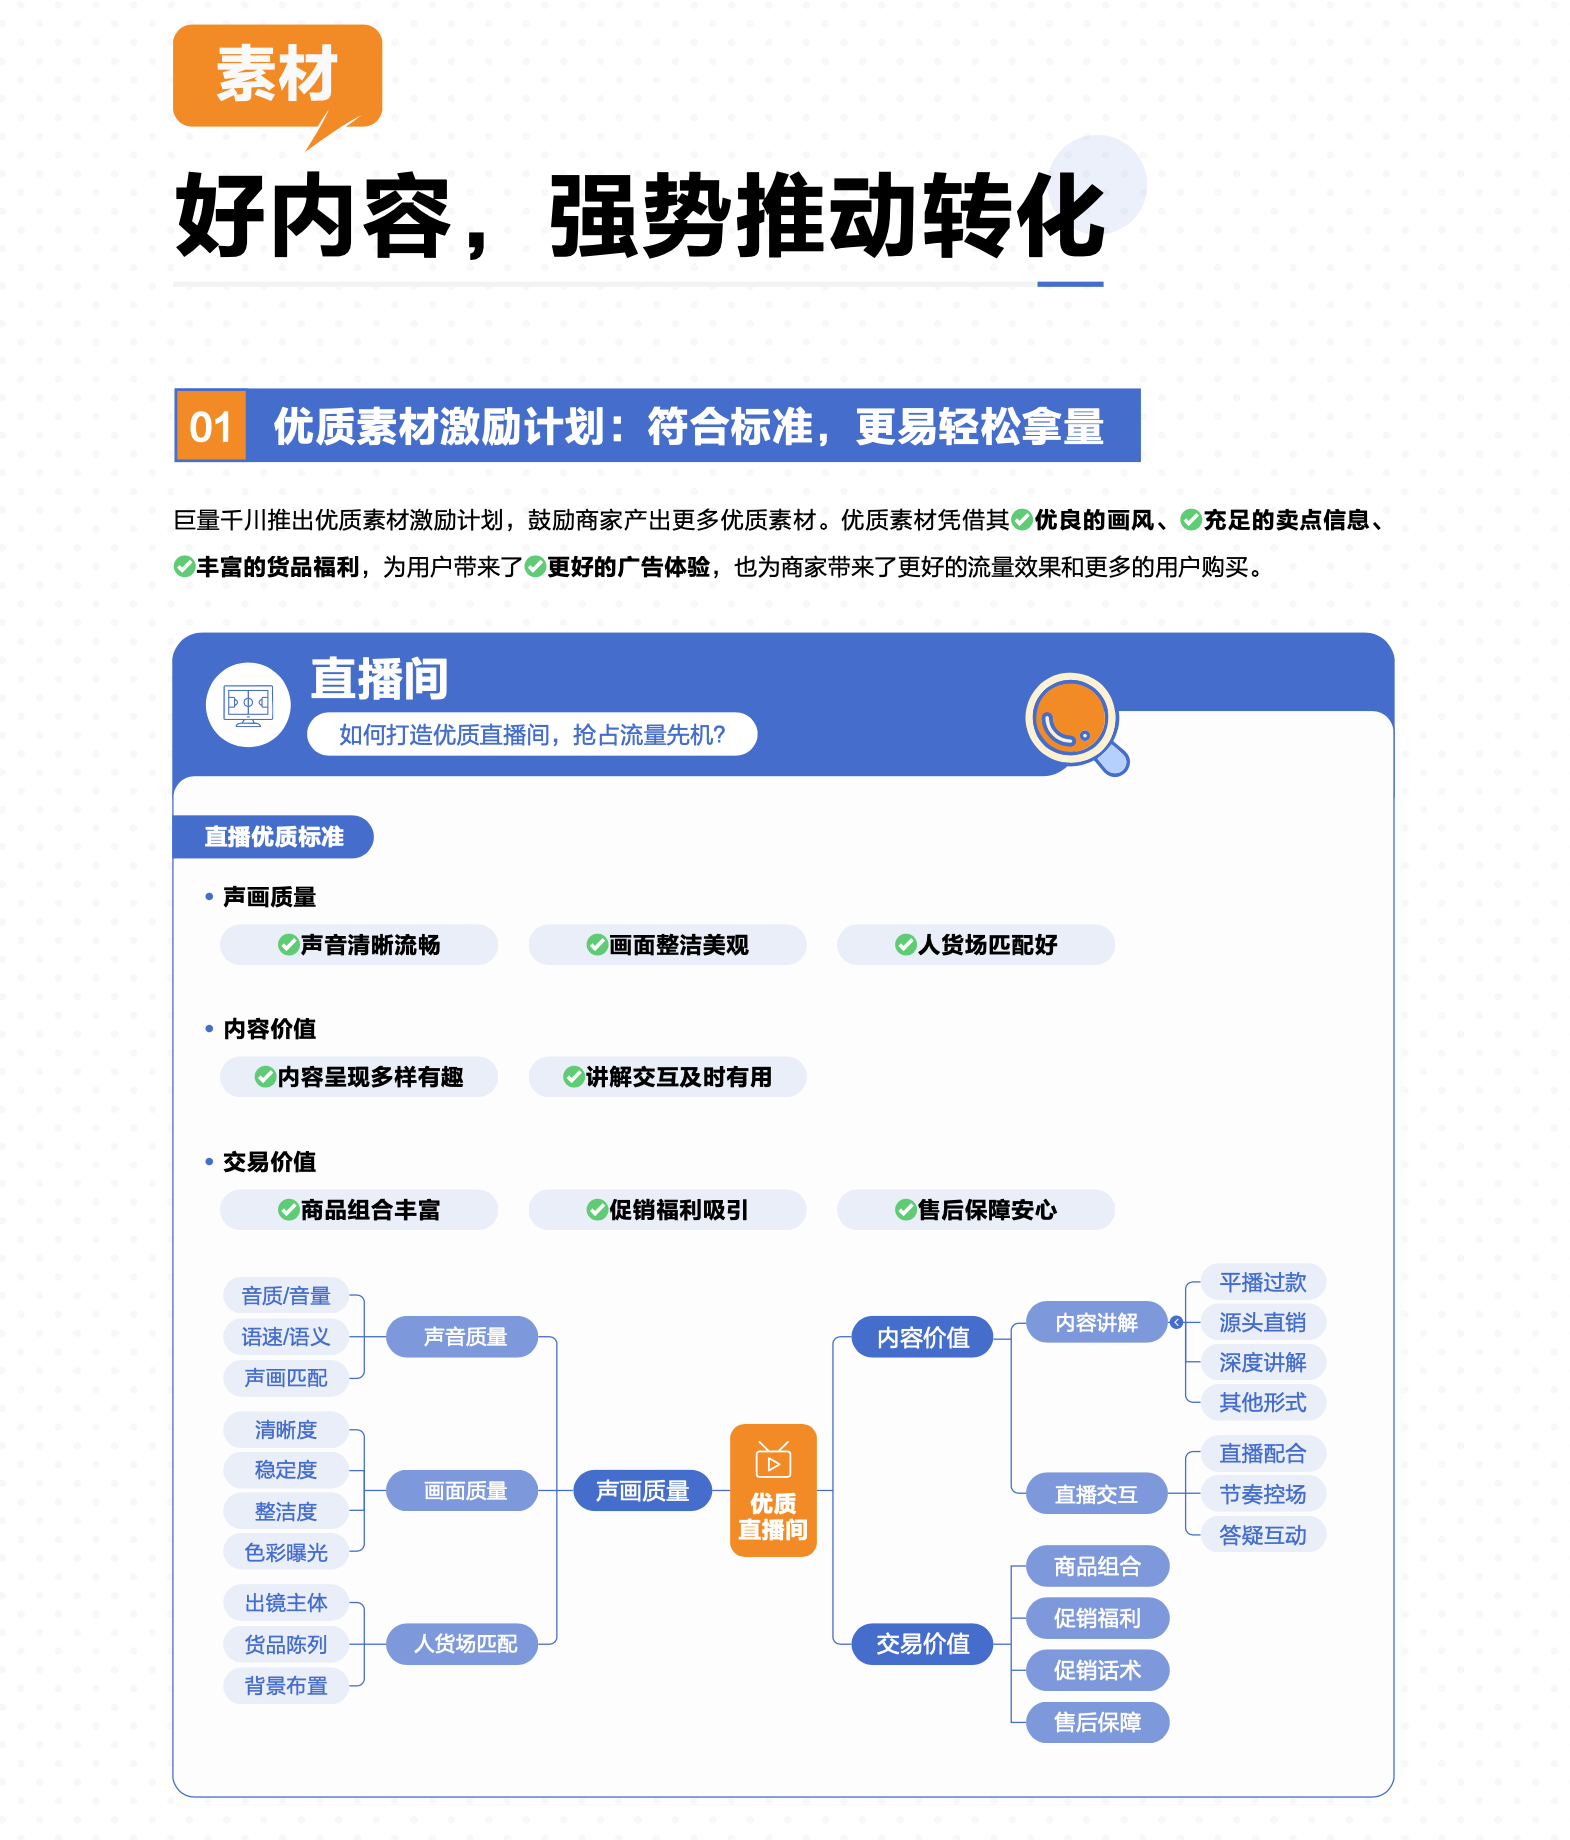 素材
好内容，强势推动转化
01 优质素材激励计划：符合标准，更易轻松拿量
巨量千川推出优质素材激励计划，鼓励商家产出更多优质素材。优质素材凭借其优良的画风、充足的卖点信息、
丰富的货品福利，为用户带来了更好的广告体验，也为商家带来了更好的流量效果和更多的用户购买。
直播间
如何打造优质直播间，抢占流量先机?
直播优质标准
• 声画质量
声音清晰流畅 画面整洁美观 人货场匹配好
• 内容价值
内容呈现多样有趣 讲解交互及时有用
• 交易价值
商品组合丰富 促销福利吸引 售后保障安心
音质/音量
语速/语义
声画匹配
声音质量
清晰度
稳定度
整洁度
色彩曝光
画面质量
出镜主体
货品陈列
背景布置
人货场匹配
声画质量
优质
直播间
内容价值
内容讲解
平播过款
源头直销
深度讲解
其他形式
直播交互
直播配合
节奏控场
答疑互动
交易价值
商品组合
促销福利
促销话术
售后保障